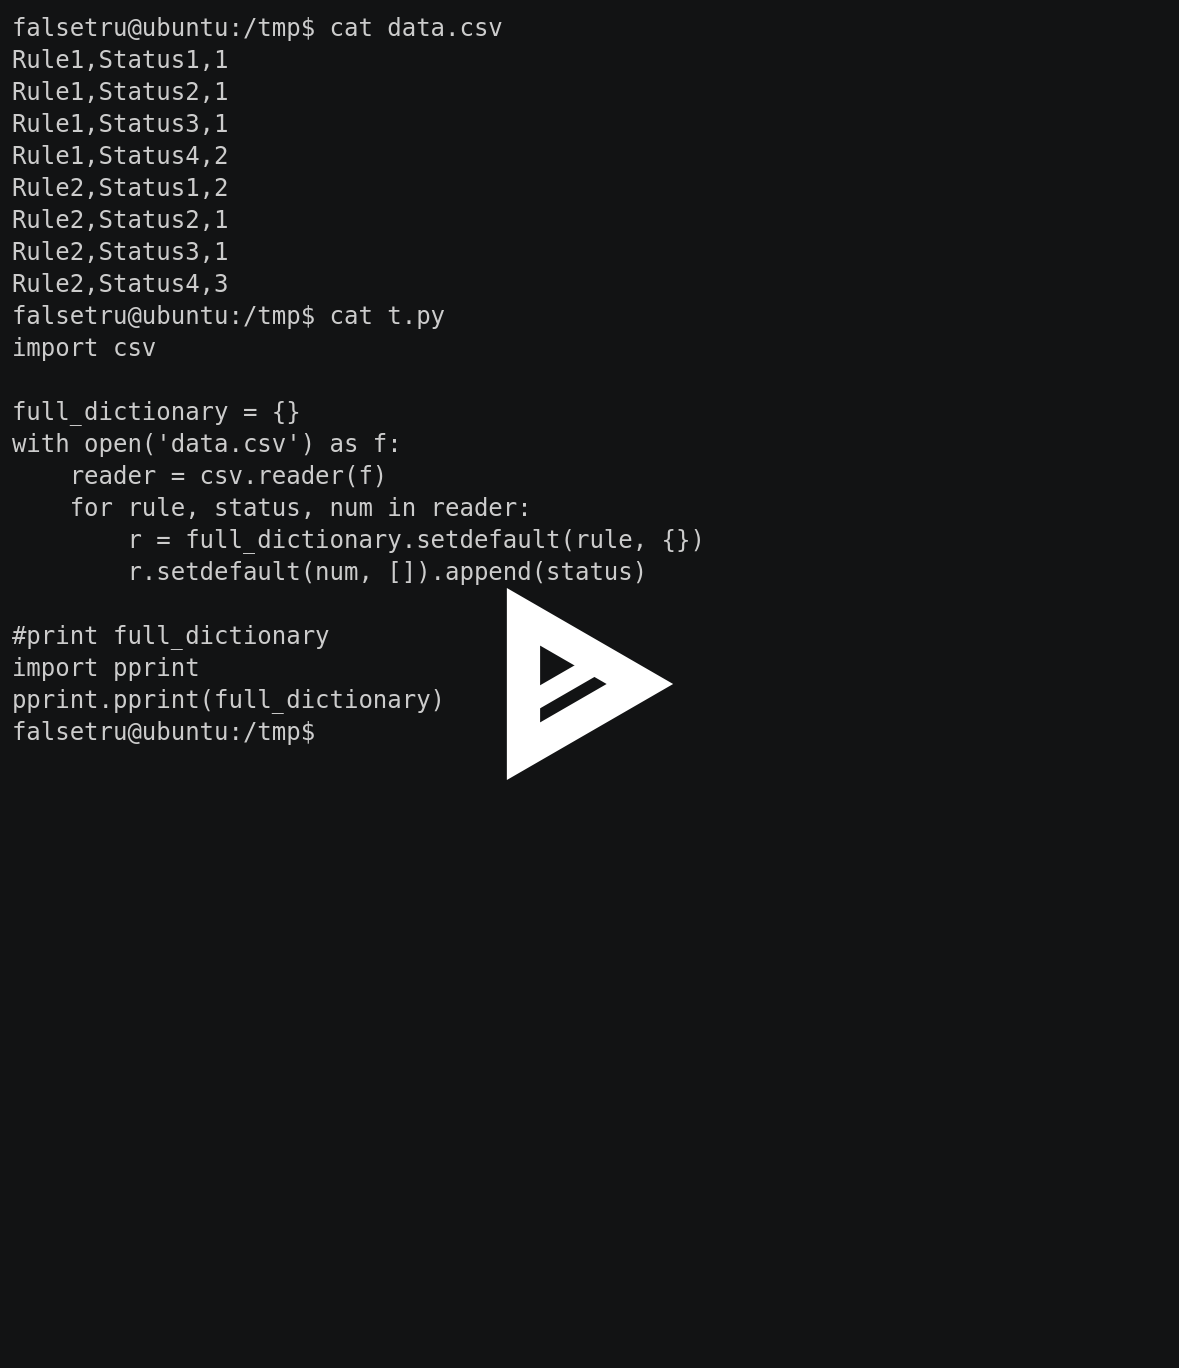 falsetru@ubuntu:/tmp$ cat data.csv
Rule1,Status1,1
Rule1,Status2,1
Rule1,Status3,1
Rule1,Status4,2
Rule2,Status1,2
Rule2,Status2,1
Rule2,Status3,1
Rule2,Status4,3
falsetru@ubuntu:/tmp$ cat t.py
import csv

full_dictionary = {}
with open('data.csv') as f:
    reader = csv.reader(f)
    for rule, status, num in reader:
        r = full_dictionary.setdefault(rule, {})
        r.setdefault(num, []).append(status)

#print full_dictionary
import pprint
pprint.pprint(full_dictionary)
falsetru@ubuntu:/tmp$